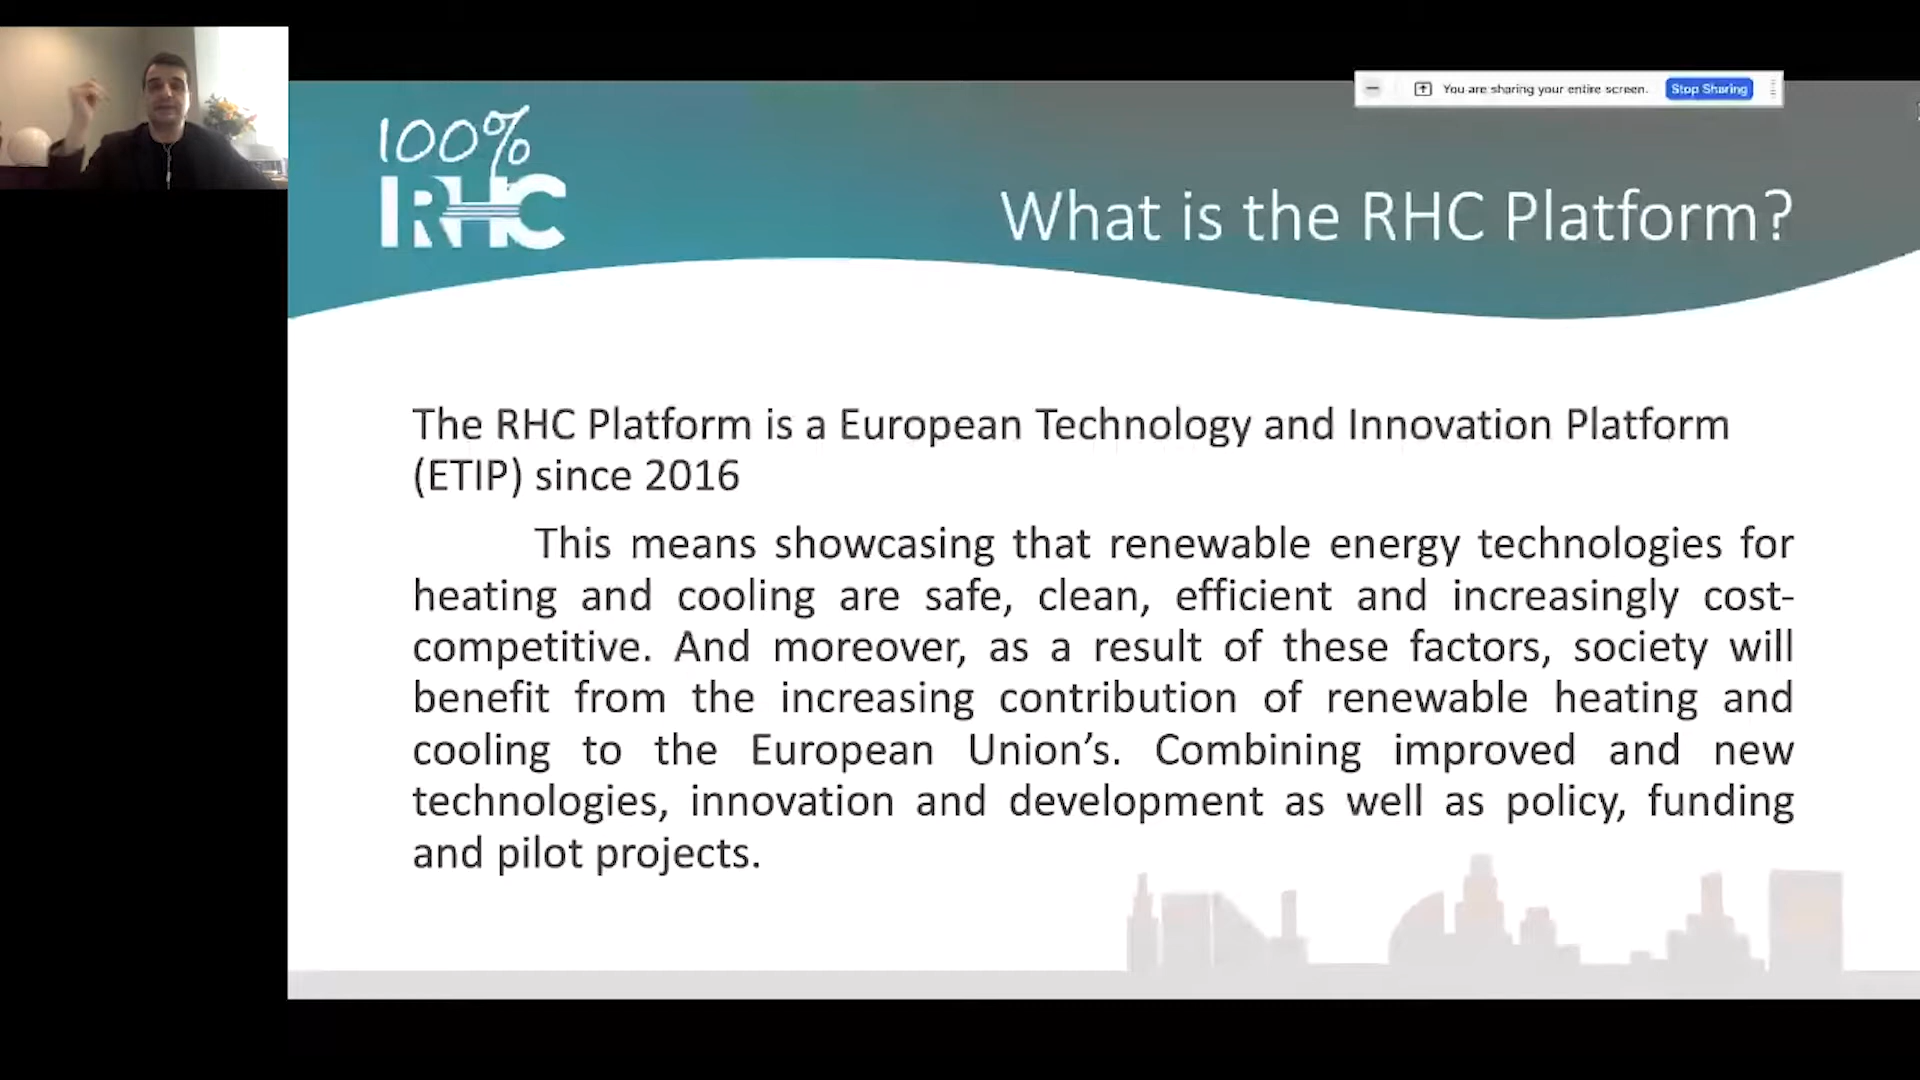 You are sharing your entire screen. Stop Sharing
100%
RHC
What is the RHC Platform?
The RHC Platform is a European Technology and Innovation Platform
(ETIP) since 2016
This means showcasing that renewable energy technologies for
heating and cooling are safe, clean, efficient and increasingly cost-
competitive. And moreover, as a result of these factors, society will
benefit from the increasing contribution of renewable heating and
cooling to the European Union’s. Combining improved and new
technologies, innovation and development as well as policy, funding
and pilot projects.